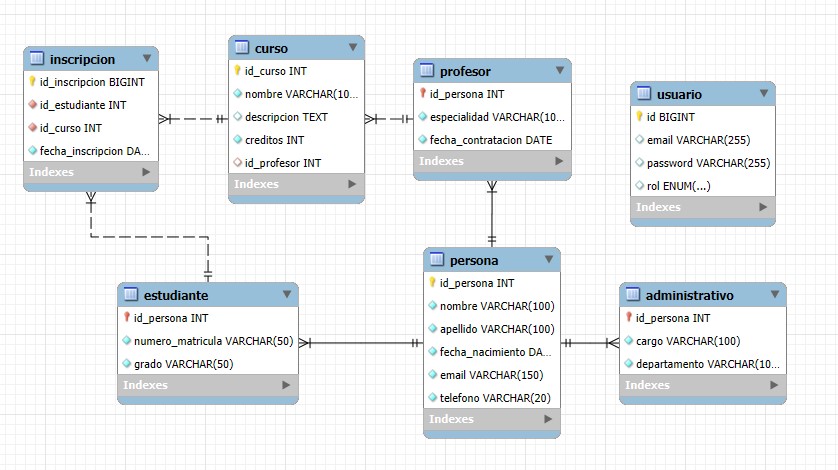 inscripcion
id_inscripcion BIGINT
id_estudiante INT
id_curso INT
fecha_inscripcion DA...
Indexes
curso
id_curso INT
nombre VARCHAR(10...
descripcion TEXT
creditos INT
id_profesor INT
Indexes
profesor
id_persona INT
especialidad VARCHAR(10...
fecha_contratacion DATE
Indexes
usuario
id BIGINT
email VARCHAR(255)
password VARCHAR(255)
rol ENUM(...)
Indexes
estudiante
id_persona INT
numero_matricula VARCHAR(50)
grado VARCHAR(50)
Indexes
persona
id_persona INT
nombre VARCHAR(100)
apellido VARCHAR(100)
fecha_nacimiento DA...
email VARCHAR(150)
telefono VARCHAR(20)
Indexes
administrativo
id_persona INT
cargo VARCHAR(100)
departamento VARCHAR(10...
Indexes